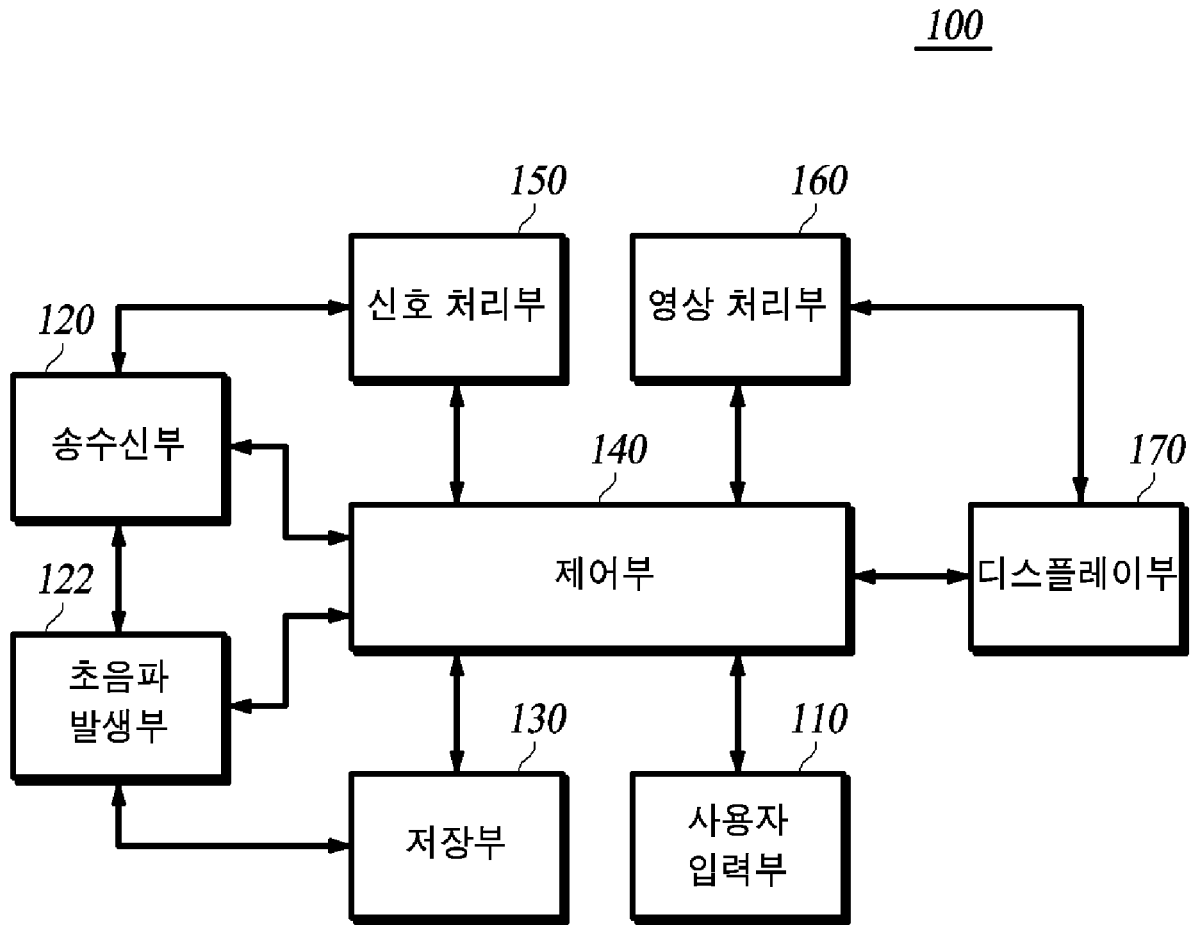 100
150
160
신호 처리부
영상 처리부
120
송수신부
140
170
제어부
디스플레이부
122
초음파
발생부
130
110
저장부
사용자
입력부